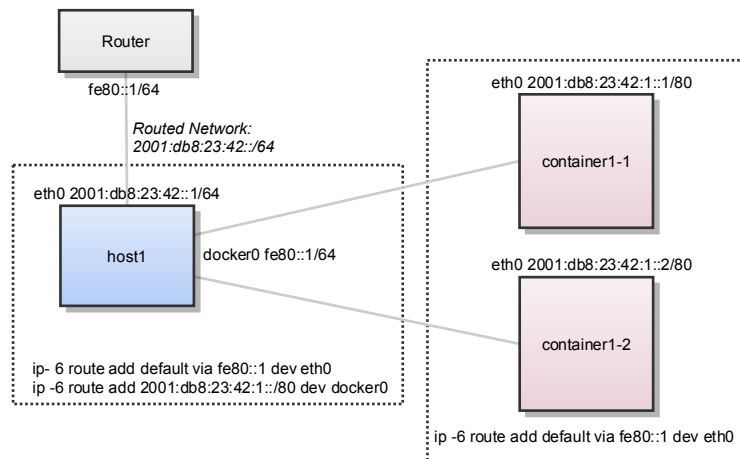 Router
fe80::1/64
Routed Network:
2001:db8:23:42::/64
eth0 2001:db8:23:42::1/64
host1
docker0 fe80::1/64
ip- 6 route add default via fe80::1 dev eth0
ip -6 route add 2001:db8:23:42:1::/80 dev docker0
eth0 2001:db8:23:42:1::1/80
container1-1
eth0 2001:db8:23:42:1::2/80
container1-2
ip -6 route add default via fe80::1 dev eth0